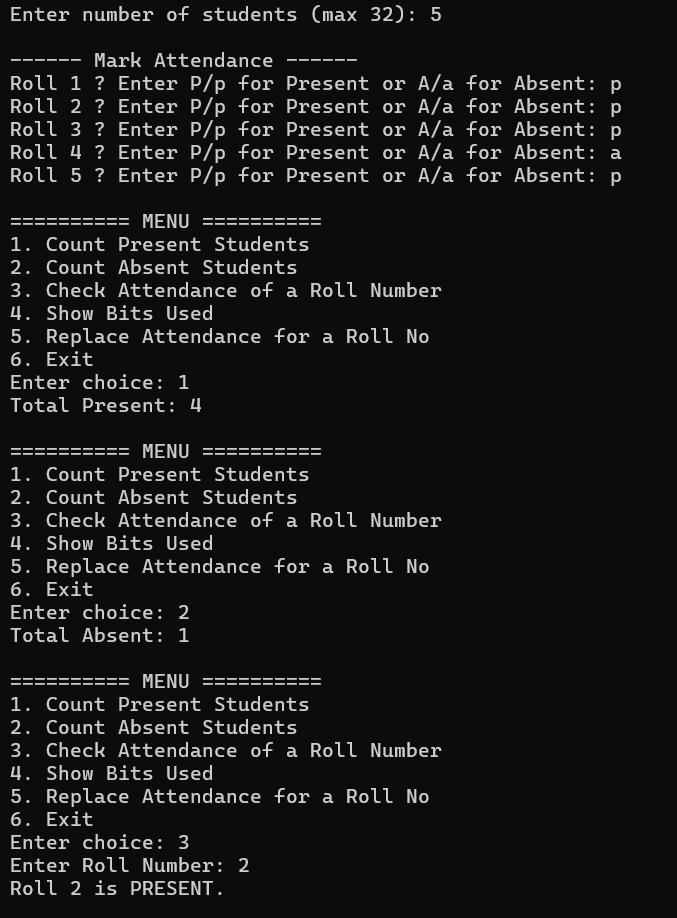 Enter number of students (max 32): 5
------ Mark Attendance ------
Roll 1 ? Enter P/p for Present or A/a for Absent: p
Roll 2 ? Enter P/p for Present or A/a for Absent: p
Roll 3 ? Enter P/p for Present or A/a for Absent: p
Roll 4 ? Enter P/p for Present or A/a for Absent: a
Roll 5 ? Enter P/p for Present or A/a for Absent: p
========== MENU ==========
1. Count Present Students
2. Count Absent Students
3. Check Attendance of a Roll Number
4. Show Bits Used
5. Replace Attendance for a Roll No
6. Exit
Enter choice: 1
Total Present: 4
========== MENU ==========
1. Count Present Students
2. Count Absent Students
3. Check Attendance of a Roll Number
4. Show Bits Used
5. Replace Attendance for a Roll No
6. Exit
Enter choice: 2
Total Absent: 1
========== MENU ==========
1. Count Present Students
2. Count Absent Students
3. Check Attendance of a Roll Number
4. Show Bits Used
5. Replace Attendance for a Roll No
6. Exit
Enter choice: 3
Enter Roll Number: 2
Roll 2 is PRESENT.